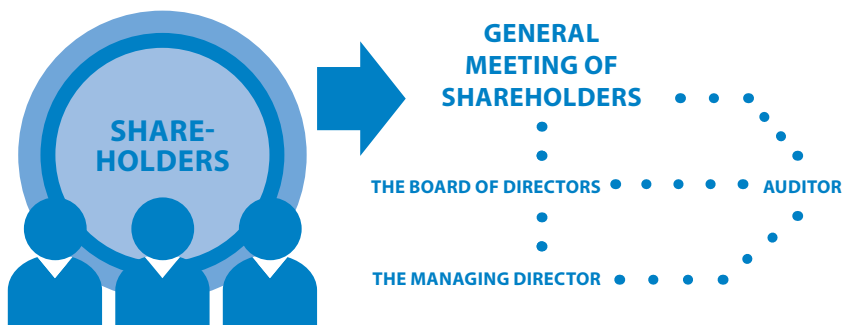 SHARE-
HOLDERS
GENERAL
MEETING OF
SHAREHOLDERS
THE BOARD OF DIRECTORS
AUDITOR
THE MANAGING DIRECTOR